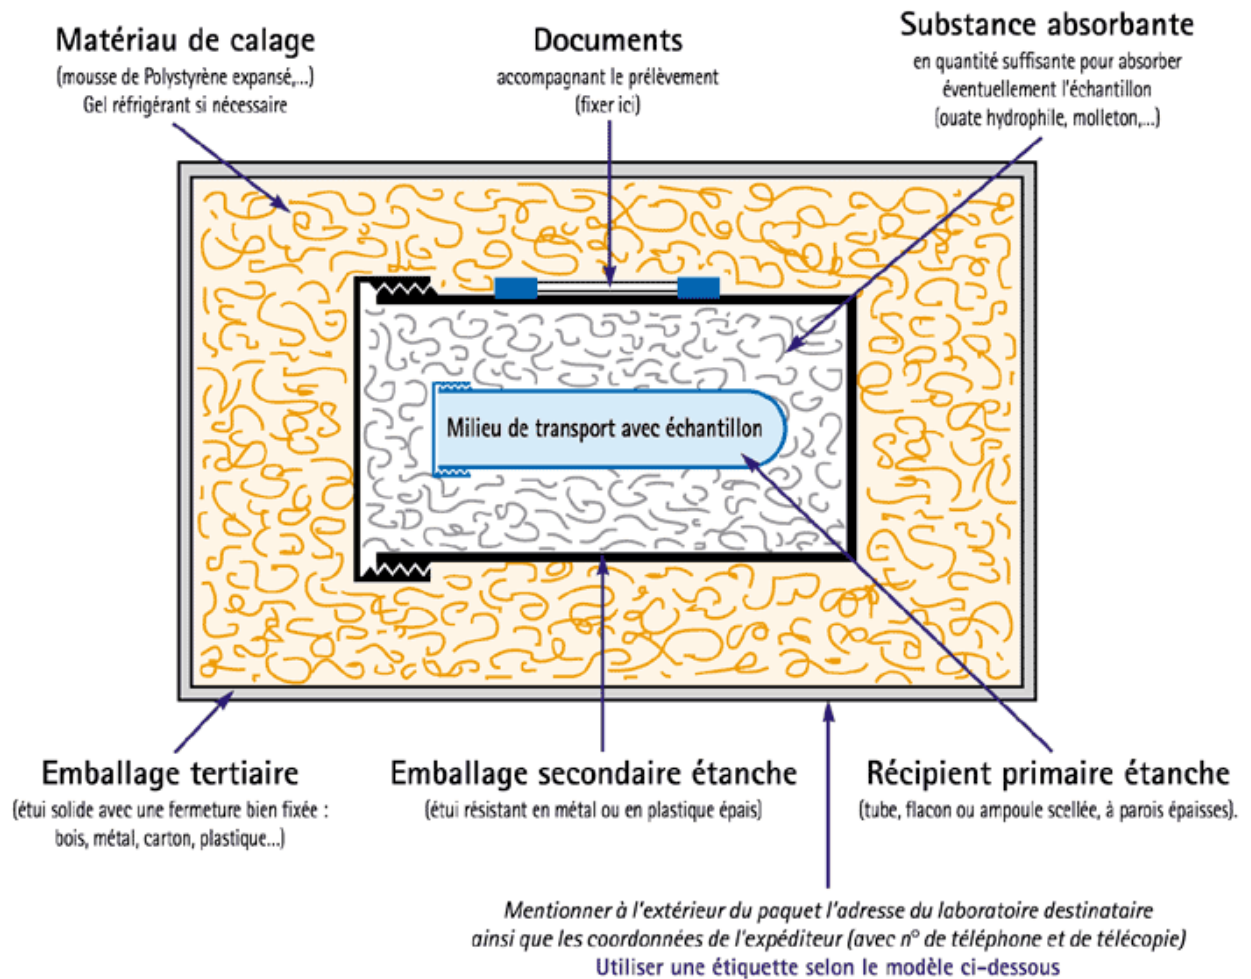 Matériau de calage
(mousse de Polystyrène expansé,...)
Gel réfrigérant si nécessaire
Documents
accompagnant le prélèvement
(fixer ici)
Substance absorbante
en quantité suffisante pour absorber
éventuellement l'échantillon
(ouate hydrophile, molleton,...)
Milieu de transport avec échantillon
Emballage tertiaire
(étui solide avec une fermeture bien fixée :
bois, métal, carton, plastique...)
Emballage secondaire étanche
(étui résistant en métal ou en plastique épais)
Récipient primaire étanche
(tube, flacon ou ampoule scellée, à parois épaisses).
Mentionner à l'extérieur du paquet l'adresse du laboratoire destinataire
ainsi que les coordonnées de l'expéditeur (avec n° de téléphone et de télécopie)
Utiliser une étiquette selon le modèle ci-dessous